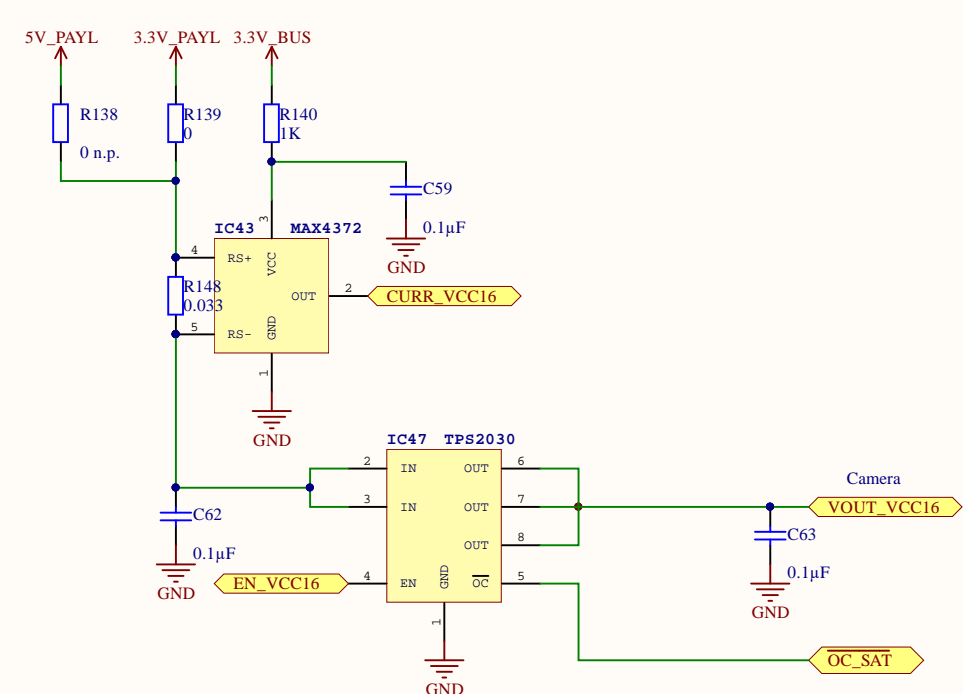 5V_PAYL 3.3V_PAYL 3.3V_BUS
R138 R139 R140
0 n.p. 0 1K
C59
0.1µF
GND
IC43 MAX4372
3
4 RS+ VCC
OUT 2 CURR_VCC16
R148
0.033
5 RS- GND
1
GND
IC47 TPS2030
2 IN OUT 6
3 IN OUT 7
OUT 8
4 EN GND OC 5
1
GND
C62
0.1µF
GND
EN_VCC16
Camera
VOUT_VCC16
C63
0.1µF
GND
OC_SAT